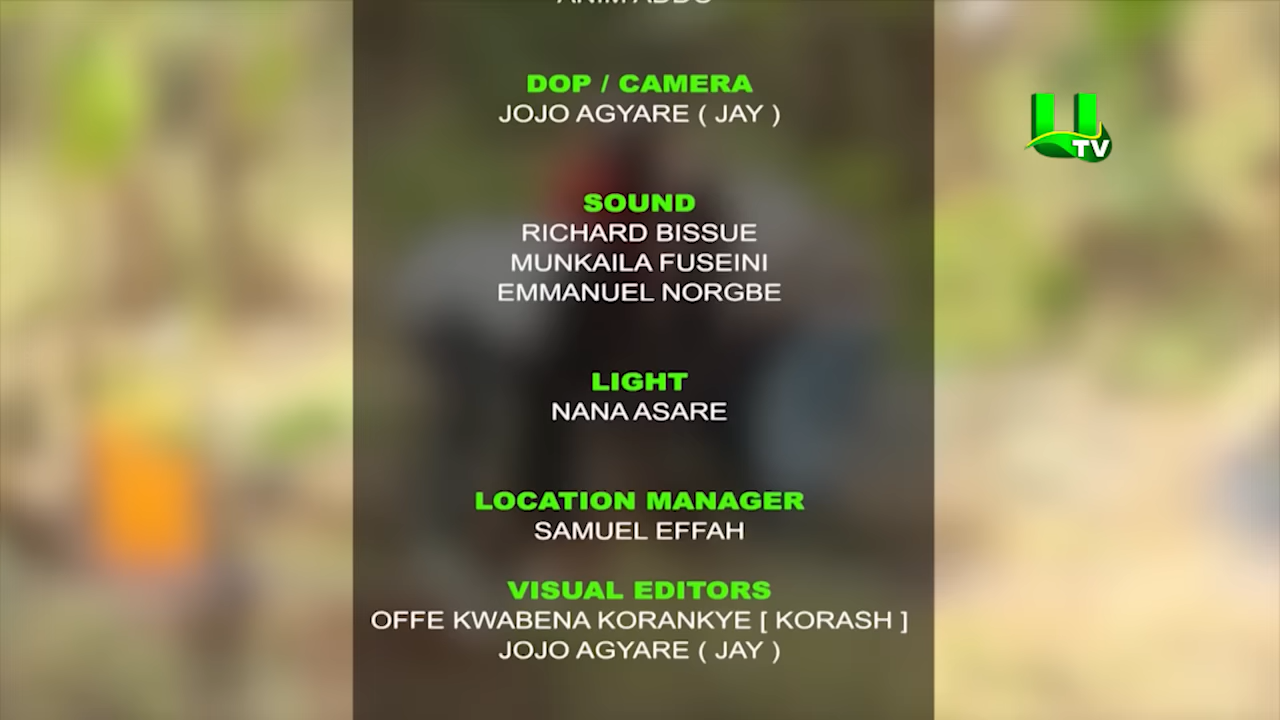 DOP / CAMERA
JOJO AGYARE ( JAY )
U
TV
SOUND
RICHARD BISSUE
MUNKAILA FUSEINI
EMMANUEL NORGBE
LIGHT
NANA ASARE
LOCATION MANAGER
SAMUEL EFFAH
VISUAL EDITORS
OFFE KWABENA KORANKYE [ KORASH ]
JOJO AGYARE ( JAY )